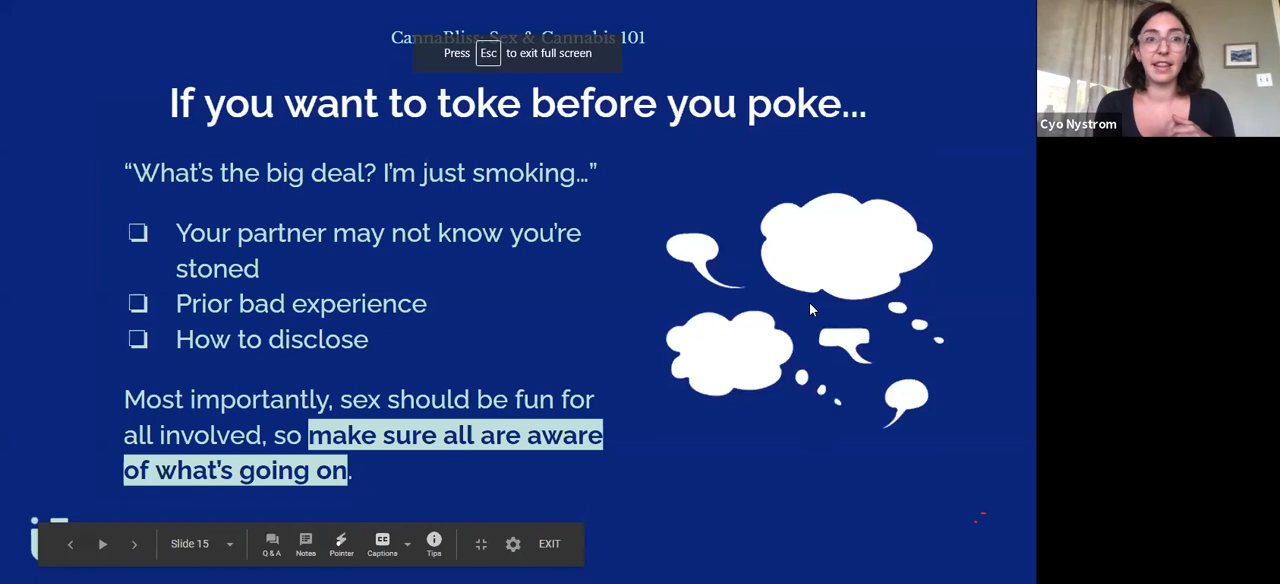 CannaBliss: Sex & Cannabis 101
Press Esc to exit full screen
If you want to toke before you poke...
Cyo Nystrom
“What’s the big deal? I’m just smoking…”
❏ Your partner may not know you’re
stoned
❏ Prior bad experience
❏ How to disclose
Most importantly, sex should be fun for
all involved, so make sure all are aware
of what’s going on.
Slide 15
Q & A
Notes
Pointer
CC
Captions
Tips
EXIT